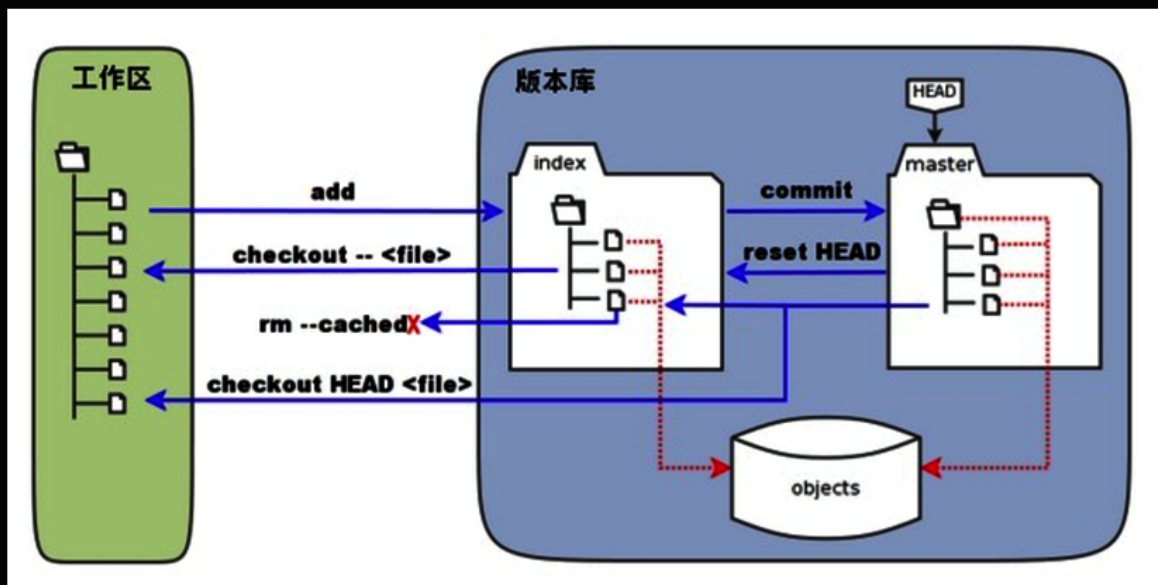 工作区
版本库
HEAD
index
master
add
commit
checkout -- <file>
reset HEAD
rm --cachedX
checkout HEAD <file>
objects